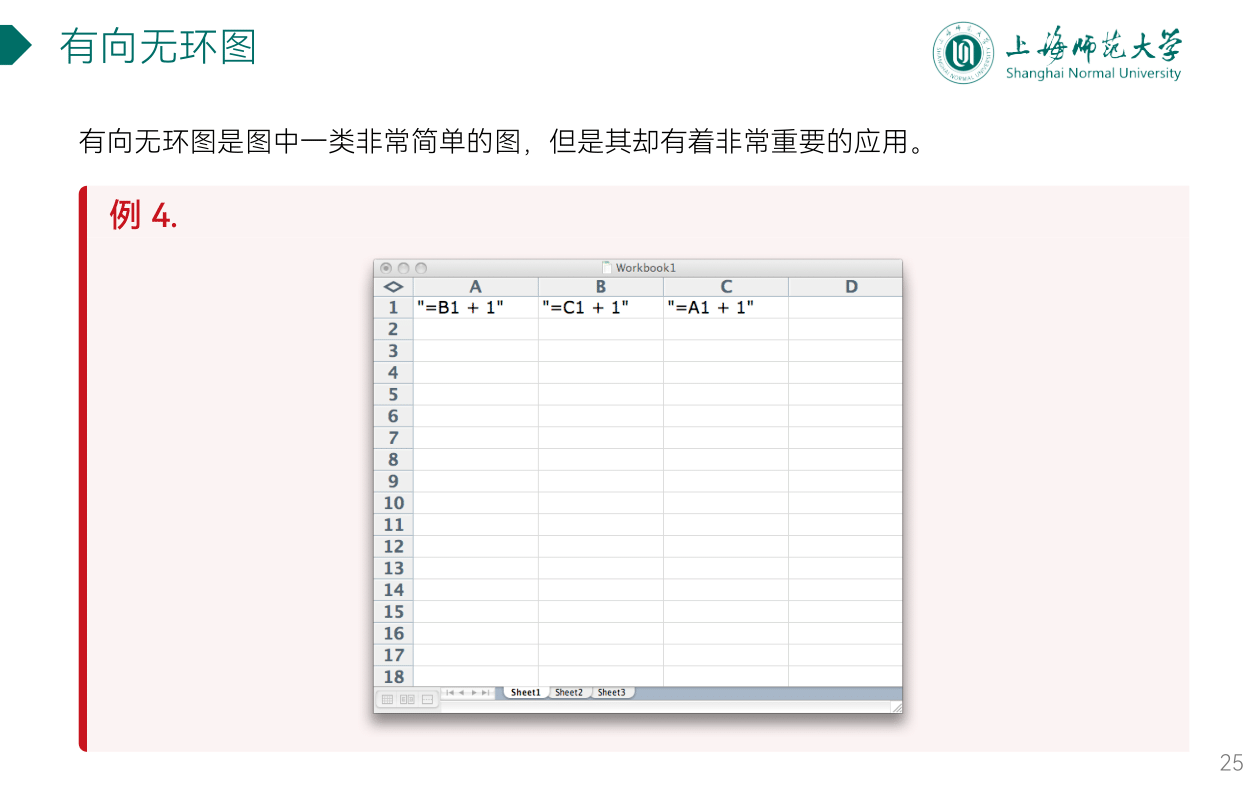 有向无环图
上海师范大学
Shanghai Normal University
有向无环图是图中一类非常简单的图，但是其却有着非常重要的应用。
例 4.
Workbook1
A B C D
1 "=B1 + 1" "=C1 + 1" "=A1 + 1"
2
3
4
5
6
7
8
9
10
11
12
13
14
15
16
17
18
Sheet1 Sheet2 Sheet3
25